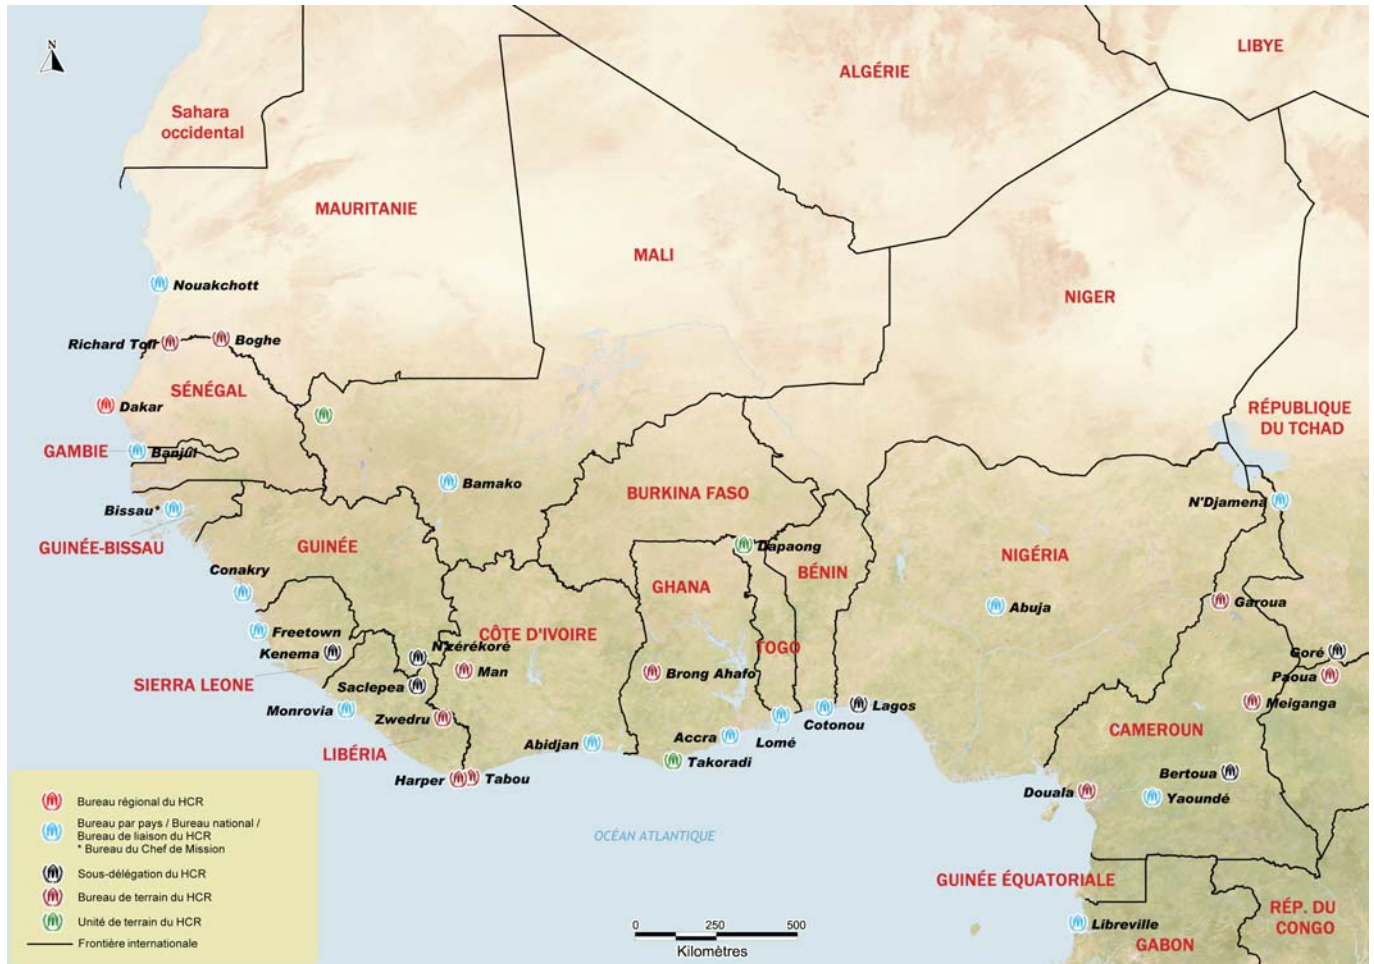 N
LIBYE
ALGÉRIE
Sahara
occidental
MAURITANIE
MALI
NIGER
Nouakchott
Richard Toll
Boghe
SÉNÉGAL
Dakar
RÉPUBLIQUE
DU TCHAD
GAMBIE
Banjul
Bamako
BURKINA FASO
N'Djamena
Bissau*
GUINÉE-BISSAU
GUINÉE
Dapaong
BÉNIN
NIGÉRIA
Conakry
GHANA
Abuja
Garoua
Freetown
CÔTE D'IVOIRE
Kenema
N'zérékoré
TOGO
Goré
SIERRA LEONE
Man
Brong Ahafo
Paoua
Saclepea
Meiganga
Monrovia
Zwedru
Lagos
Cotonou
CAMEROUN
LIBÉRIA
Abidjan
Accra
Lomé
Takoradi
Harper
Tabou
Bertoua
Douala
Yaoundé
OCÉAN ATLANTIQUE
GUINÉE ÉQUATORIALE
Libreville
GABON
RÉP. DU
CONGO
Bureau régional du HCR
Bureau par pays / Bureau national /
Bureau de liaison du HCR
* Bureau du Chef de Mission
Sous-délégation du HCR
Bureau de terrain du HCR
Unité de terrain du HCR
Frontière internationale
0 250 500
Kilomètres